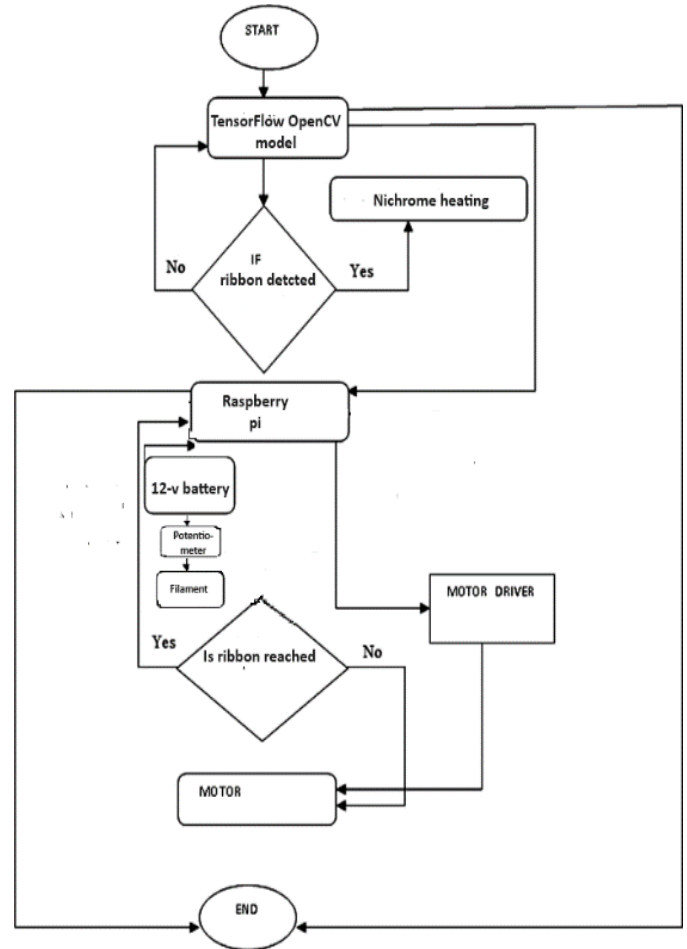 START
TensorFlow OpenCV
model
Nichrome heating
IF
ribbon detcted
No
Yes
Raspberry
pi
12-v battery
Potentio-
meter
Filament
MOTOR DRIVER
Yes
Is ribbon reached
No
MOTOR
END